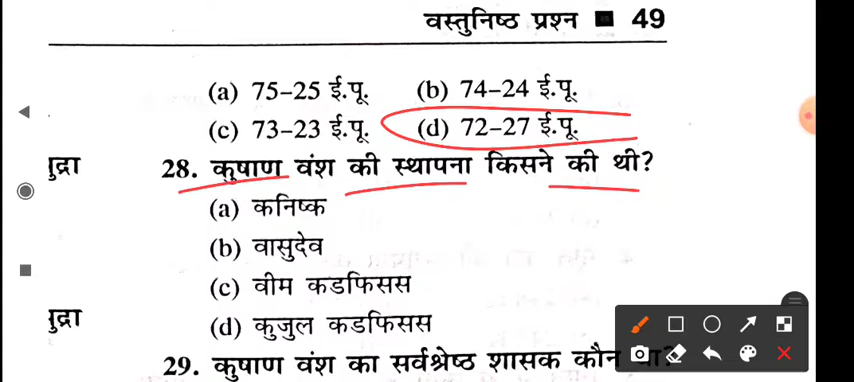 वस्तुनिष्ठ प्रश्न ■ 49
(a) 75–25 ई.पू. (b) 74–24 ई.पू.
(c) 73–23 ई.पू. (d) 72–27 ई.पू.
28. कुषाण वंश की स्थापना किसने की थी?
(a) कनिष्क
(b) वासुदेव
(c) वीम कडफिसस
(d) कुजुल कडफिसस
29. कुषाण वंश का सर्वश्रेष्ठ शासक कौन था?